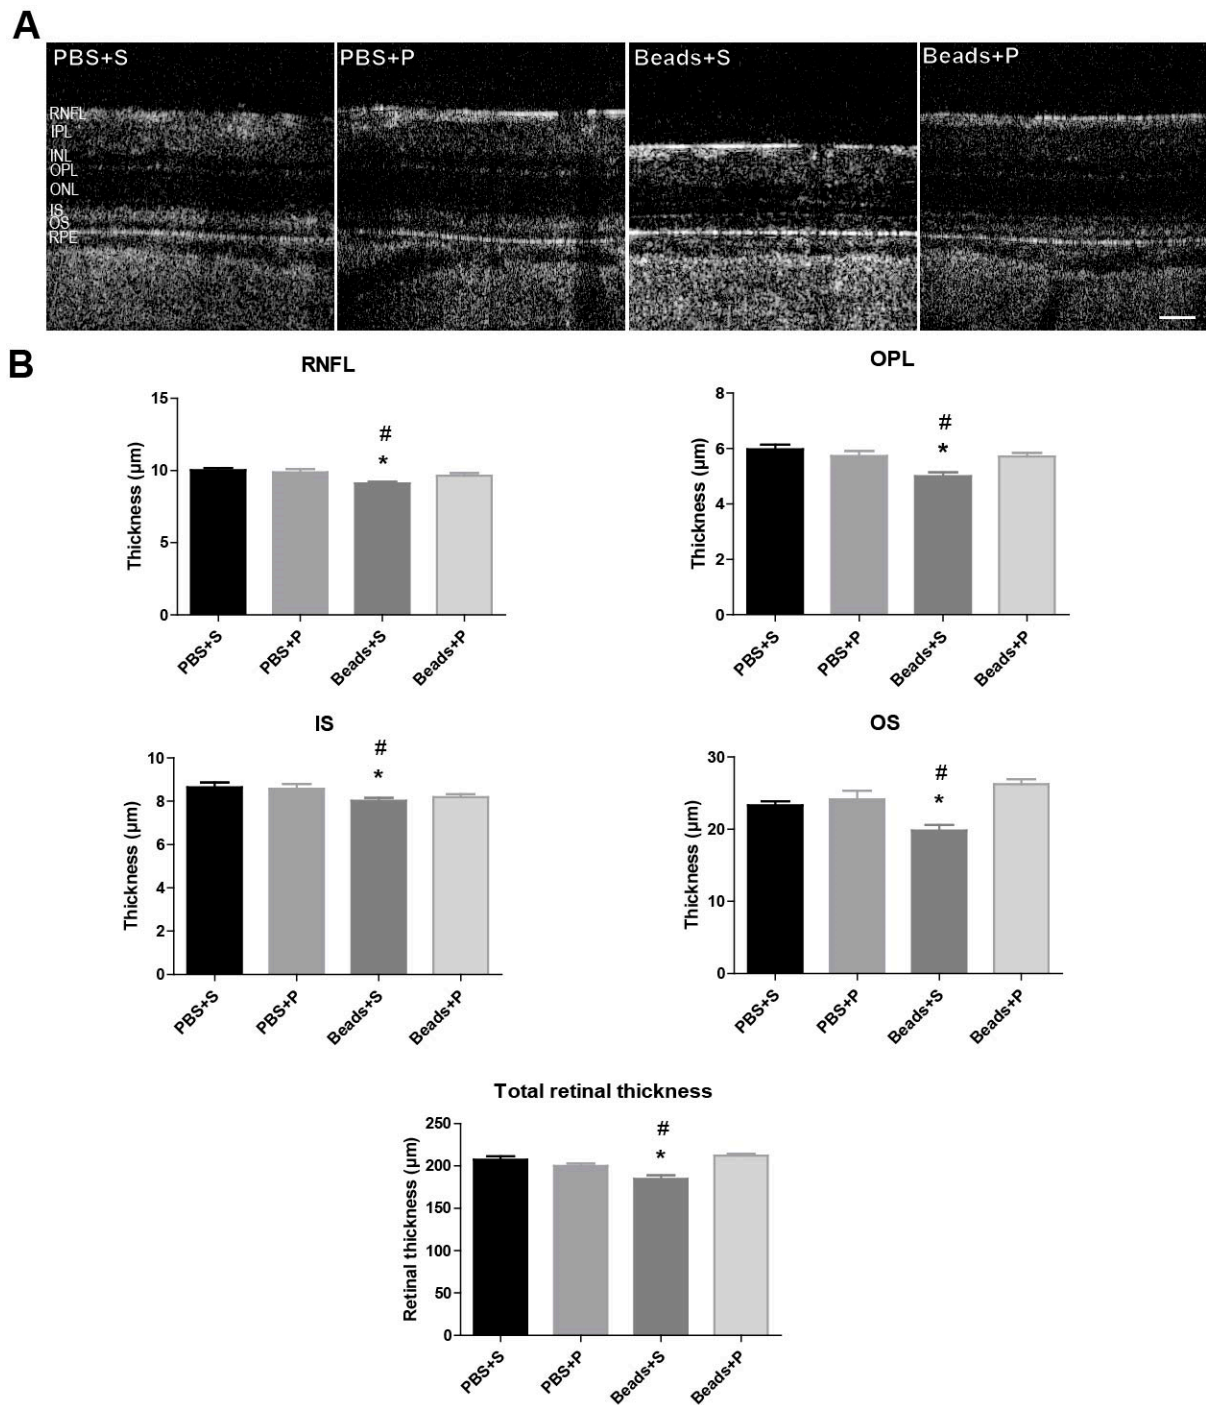 A
PBS+S
PBS+P
Beads+S
Beads+P
RNFL
IPL
INL
OPL
ONL
IS
OS
RPE
B
RNFL
Thickness (µm)
15
10
5
0
#
*
PBS+S
PBS+P
Beads+S
Beads+P
OPL
Thickness (µm)
8
6
4
2
0
#
*
PBS+S
PBS+P
Beads+S
Beads+P
IS
Thickness (µm)
10
8
6
4
2
0
#
*
PBS+S
PBS+P
Beads+S
Beads+P
OS
Thickness (µm)
30
20
10
0
#
*
PBS+S
PBS+P
Beads+S
Beads+P
Total retinal thickness
Retinal thickness (µm)
250
200
150
100
50
0
#
*
PBS+S
PBS+P
Beads+S
Beads+P